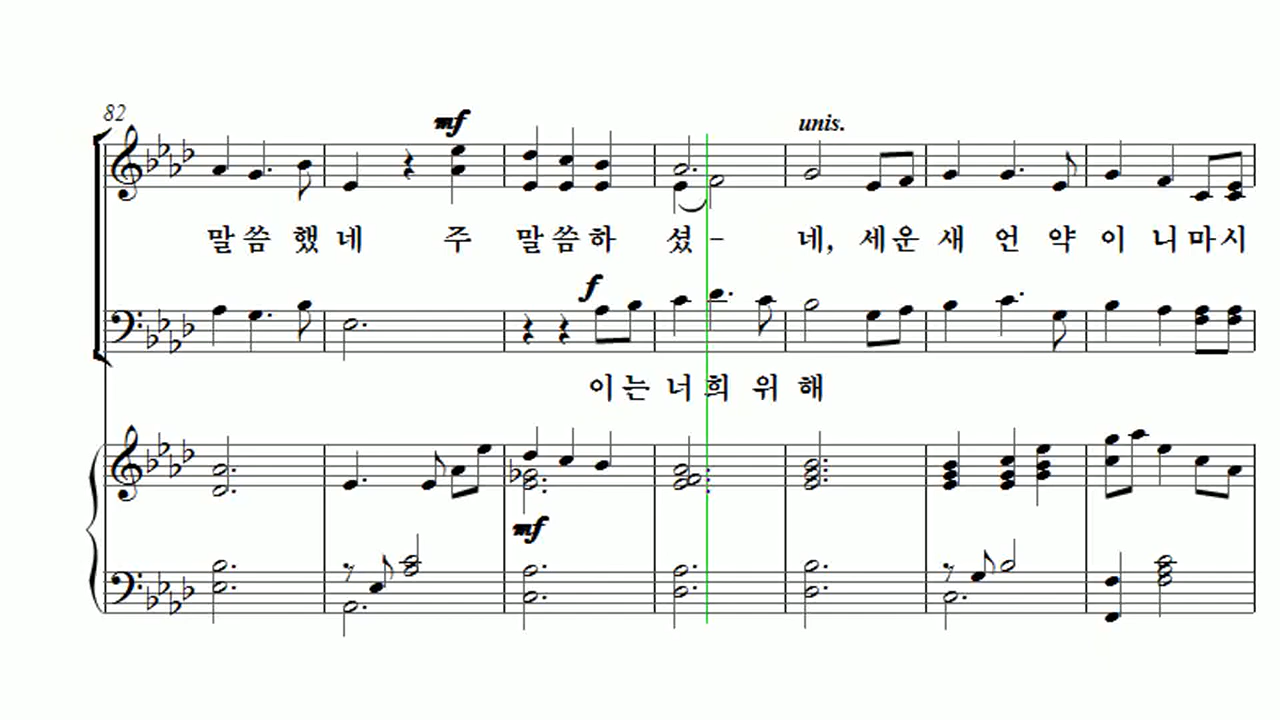 82
mf
unis.
말 씀 했 네 주 말 씀 하 셨 - 네, 세 운 새 언 약 이 니 마 시
f
이 는 너 희 위 해
mf